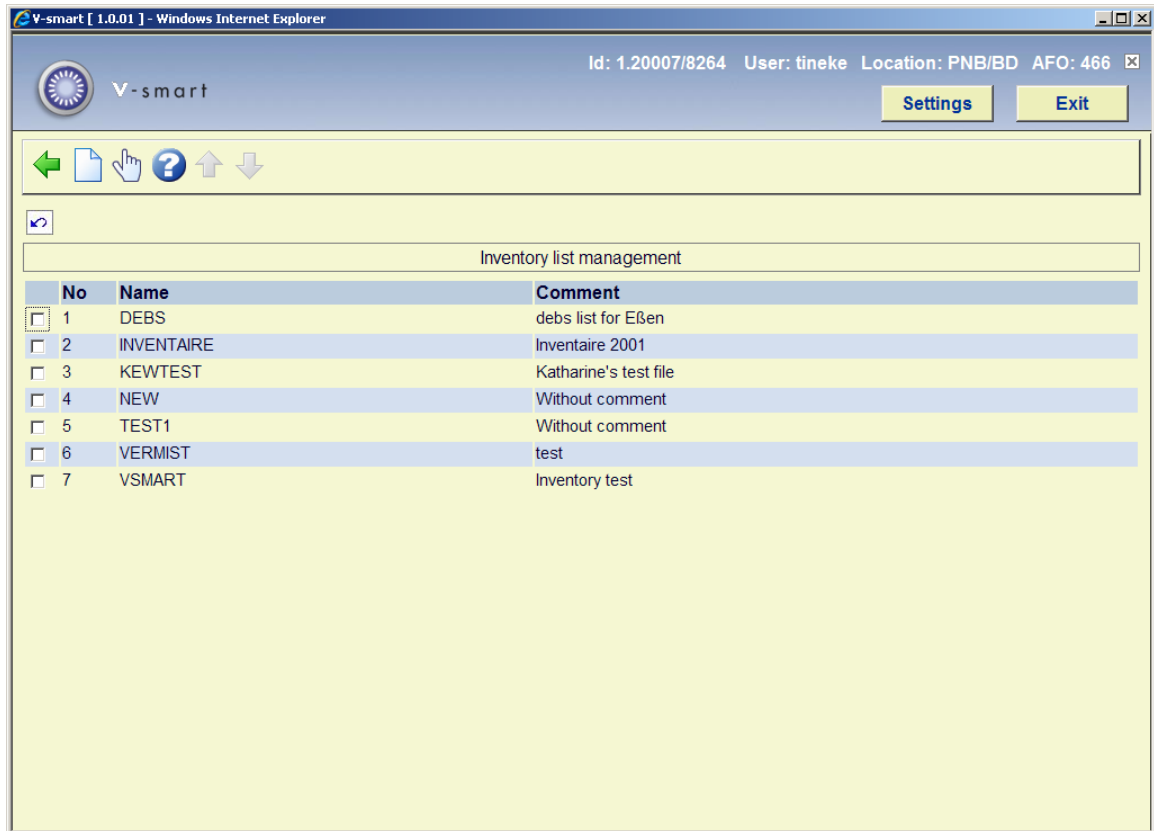 V-smart [ 1.0.01 ] - Windows Internet Explorer
Id: 1.20007/8264 User: tineke Location: PNB/BD AFO: 466
V-smart
Settings Exit
Inventory list management
No Name Comment
1 DEBS debs list for Eßen
2 INVENTAIRE Inventaire 2001
3 KEWTEST Katharine's test file
4 NEW Without comment
5 TEST1 Without comment
6 VERMIST test
7 VSMART Inventory test